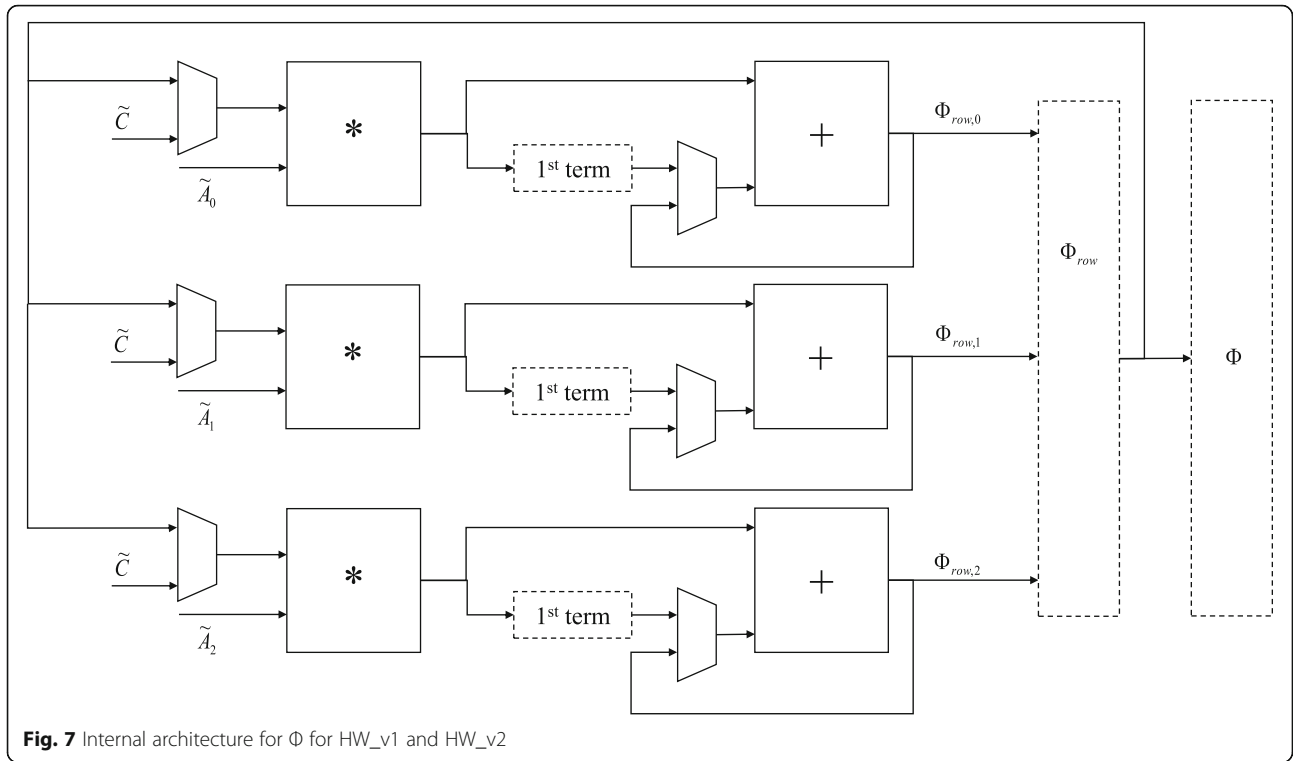 C̃
Ã₀
*
1ˢᵗ term
+
Φrow,0
C̃
Ã₁
*
1ˢᵗ term
+
Φrow,1
C̃
Ã₂
*
1ˢᵗ term
+
Φrow,2
Φrow
Φ
Fig. 7 Internal architecture for Φ for HW_v1 and HW_v2